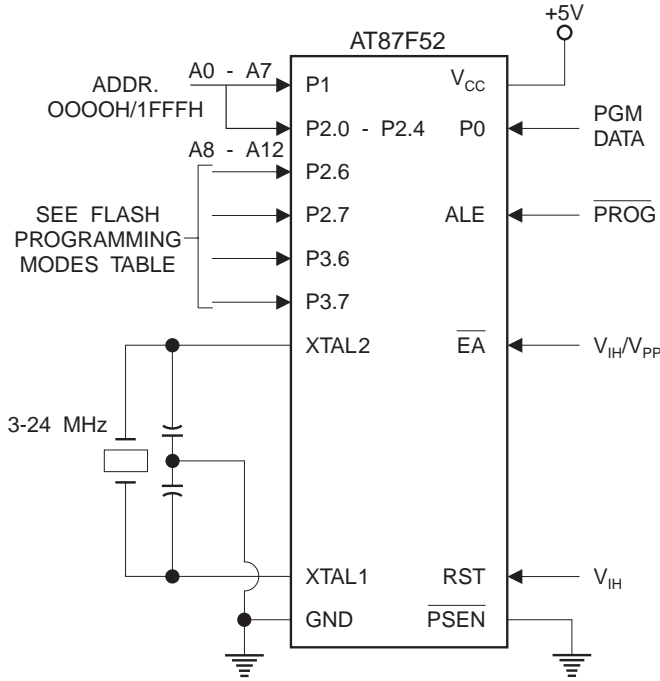 +5V
AT87F52
A0 - A7
ADDR.
OOOOH/1FFFH
P1
VCC
P2.0 - P2.4
P0
PGM
DATA
A8 - A12
P2.6
SEE FLASH
PROGRAMMING
MODES TABLE
P2.7
ALE
PROG
P3.6
P3.7
XTAL2
EA
VIH/VPP
3-24 MHz
XTAL1
RST
VIH
GND
PSEN